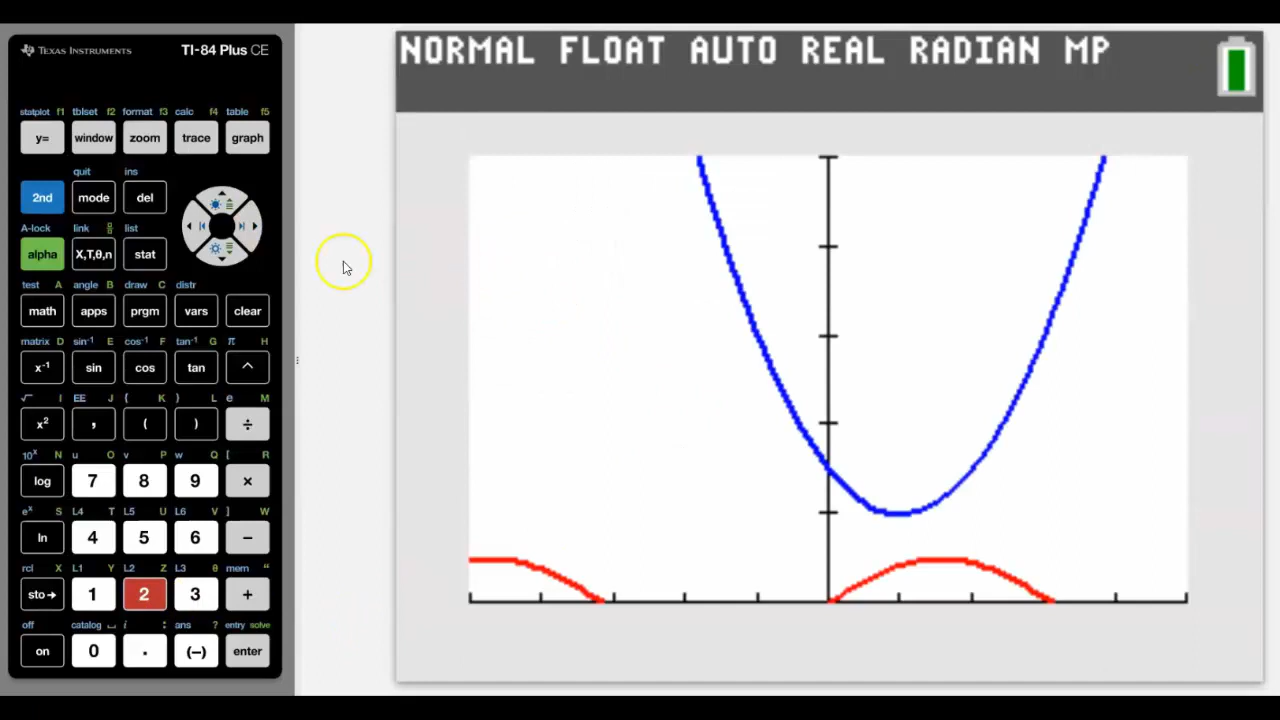 NORMAL FLOAT AUTO REAL RADIAN MP
TEXAS INSTRUMENTS TI-84 Plus CE
statplot f1 tblset f2 format f3 calc f4 table f5
y= window zoom trace graph
quit ins
2nd mode del
A-lock link list
alpha X,T,θ,n stat
test A angle B draw C distr
math apps prgm vars clear
matrix D sin⁻¹ E cos⁻¹ F tan⁻¹ G π H
x⁻¹ sin cos tan ^
√ I EE J { K } L e M
x² , ( ) ÷
10ˣ N u O v P w Q [ R
log 7 8 9 ×
eˣ S L4 T L5 U L6 V ] W
ln 4 5 6 −
rcl X L1 Y L2 Z L3 θ mem "
sto→ 1 2 3 +
off catalog ⎵ i : ans ? entry solve
on 0 . (–) enter